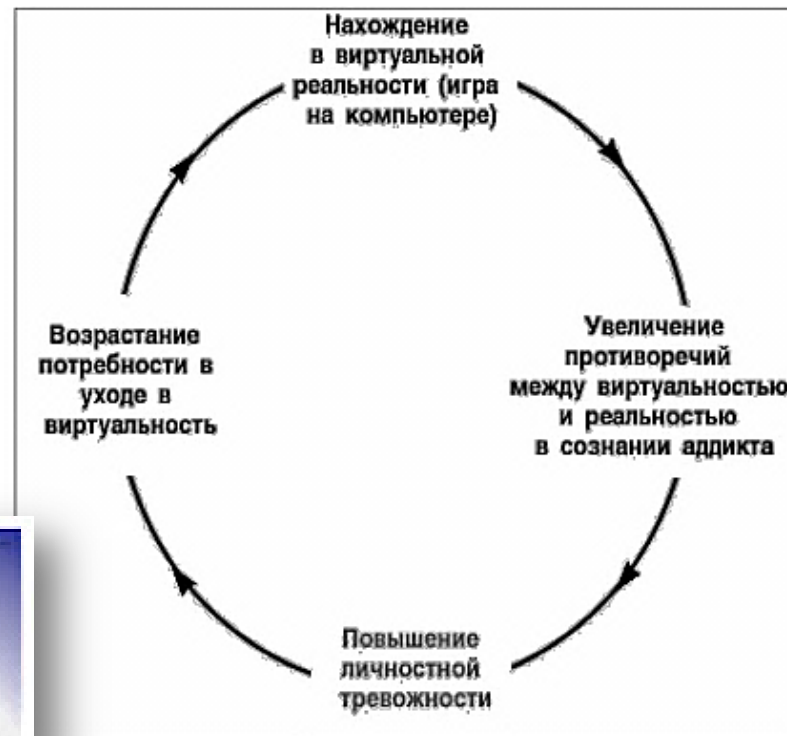 Нахождение
в виртуальной
реальности (игра
на компьютере)
Увеличение
противоречий
между виртуальностью
и реальностью
в сознании аддикта
Повышение
личностной
тревожности
Возрастание
потребности в
уходе в
виртуальность